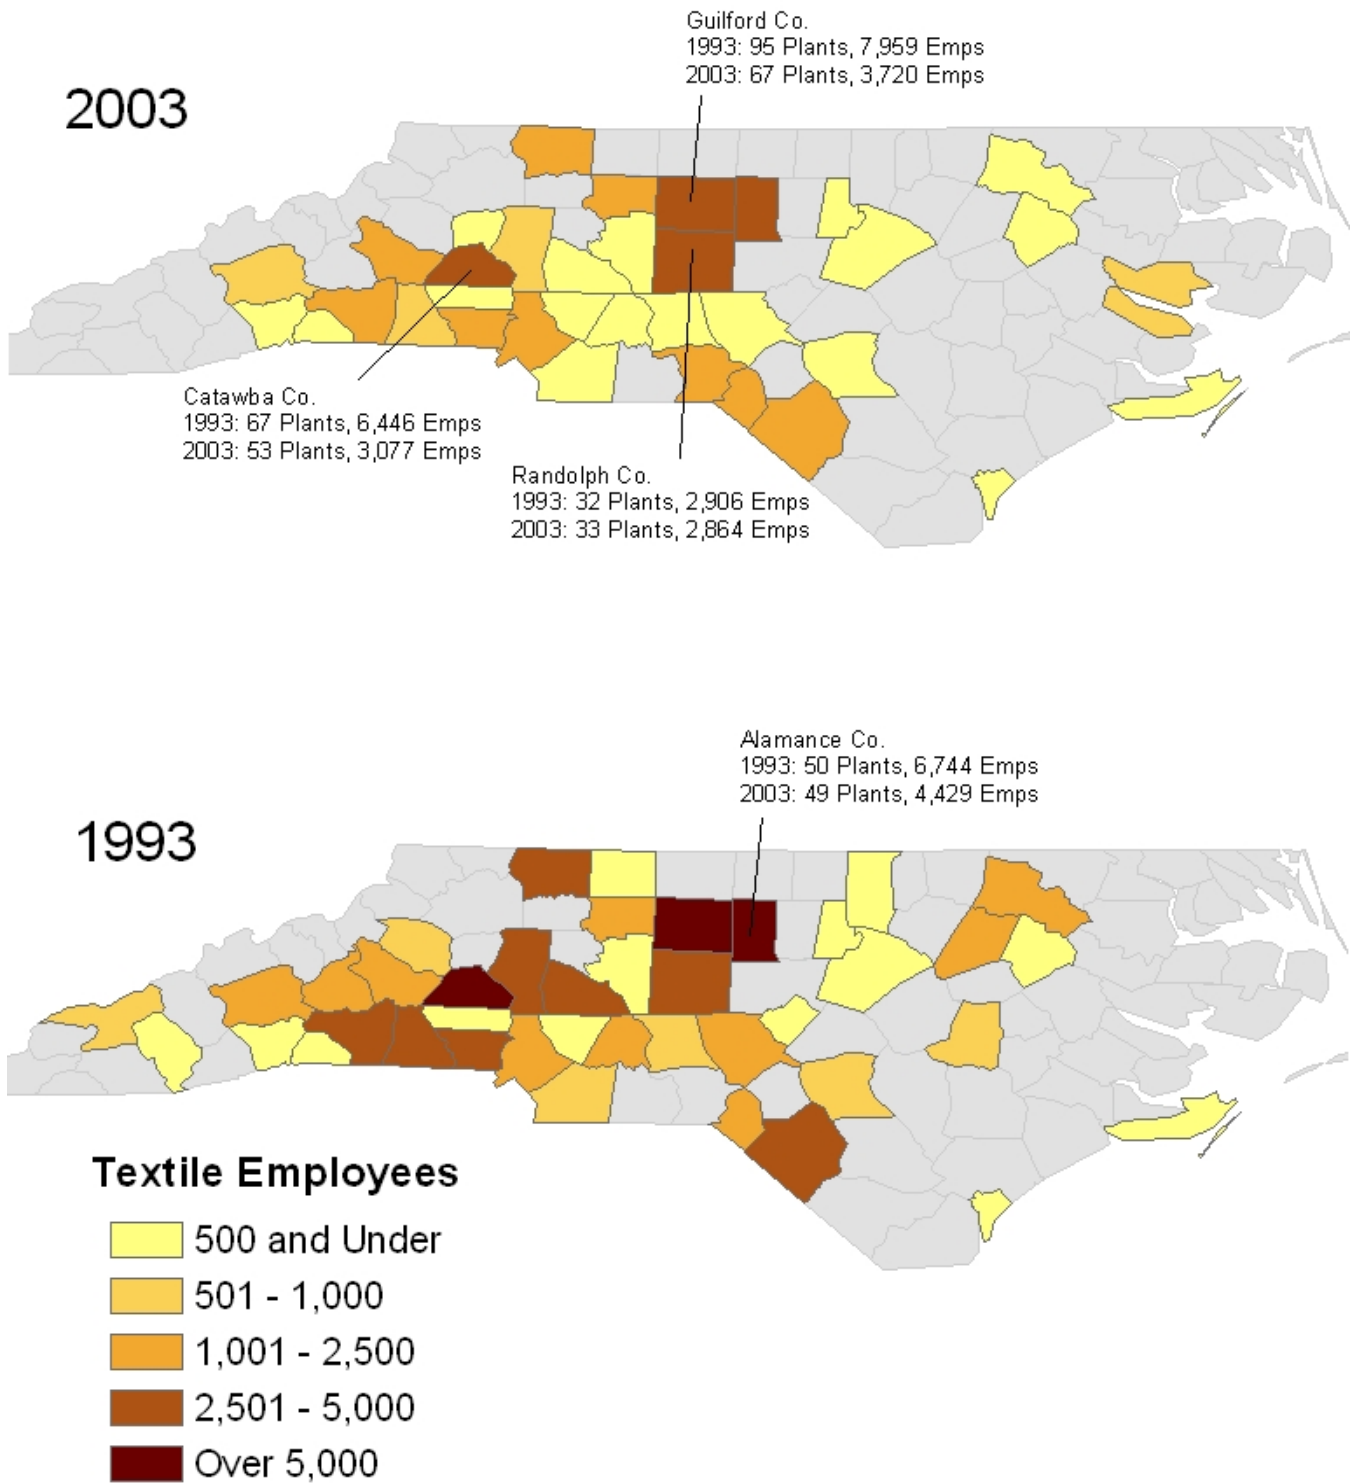 Guilford Co.
1993: 95 Plants, 7,959 Emps
2003: 67 Plants, 3,720 Emps
2003
Catawba Co.
1993: 67 Plants, 6,446 Emps
2003: 53 Plants, 3,077 Emps
Randolph Co.
1993: 32 Plants, 2,906 Emps
2003: 33 Plants, 2,864 Emps
Alamance Co.
1993: 50 Plants, 6,744 Emps
2003: 49 Plants, 4,429 Emps
1993
Textile Employees
500 and Under
501 - 1,000
1,001 - 2,500
2,501 - 5,000
Over 5,000